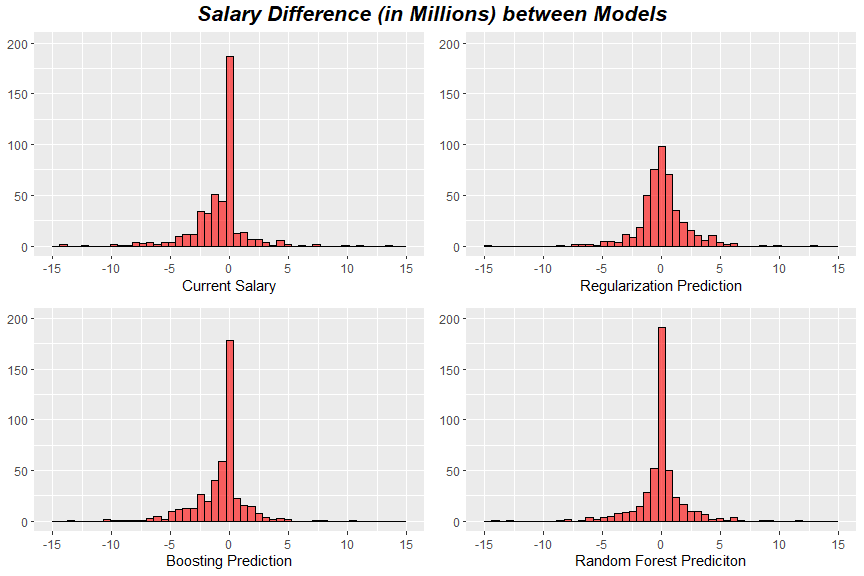 Salary Difference (in Millions) between Models
200
150
100
50
0
-15 -10 -5 0 5 10 15
Current Salary
200
150
100
50
0
-15 -10 -5 0 5 10 15
Regularization Prediction
200
150
100
50
0
-15 -10 -5 0 5 10 15
Boosting Prediction
200
150
100
50
0
-15 -10 -5 0 5 10 15
Random Forest Prediciton